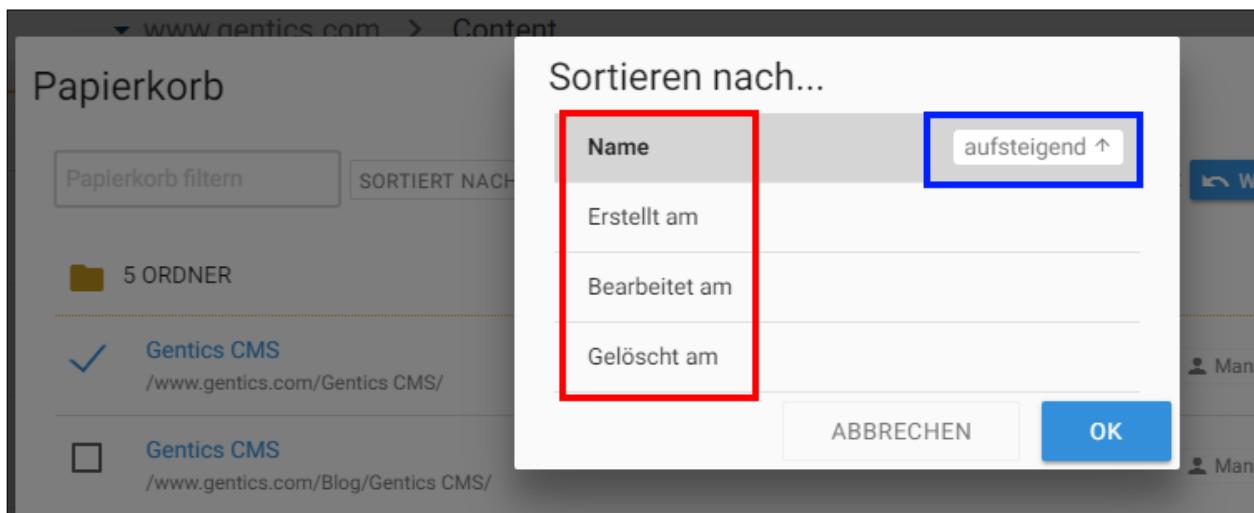 www.gentics.com > Content
Papierkorb
Papierkorb filtern
SORTIERT NACH
5 ORDNER
Gentics CMS
/www.gentics.com/Gentics CMS/
Man
Gentics CMS
/www.gentics.com/Blog/Gentics CMS/
Man
Sortieren nach...
Name
aufsteigend ↑
Erstellt am
Bearbeitet am
Gelöscht am
ABBRECHEN
OK
W